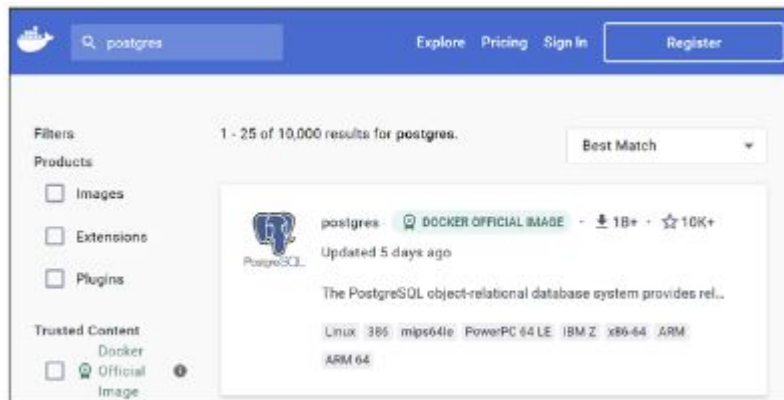 postgres
Explore Pricing Sign In Register
Filters
Products
Images
Extensions
Plugins
Trusted Content
Docker
Official
Image
1 - 25 of 10,000 results for postgres.
Best Match
PostgreSQL
postgres DOCKER OFFICIAL IMAGE · 1B+ · 10K+
Updated 5 days ago
The PostgreSQL object-relational database system provides rel...
Linux 386 mips64le PowerPC 64 LE IBM Z x86-64 ARM
ARM 64